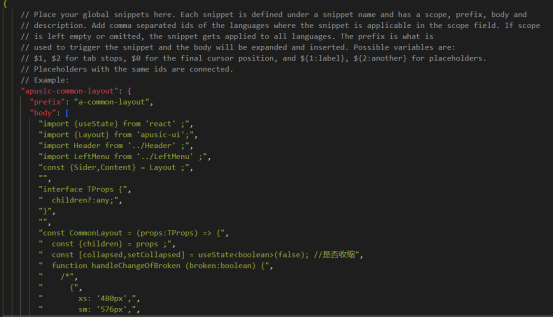 {
// Place your global snippets here. Each snippet is defined under a snippet name and has a scope, prefix, body and
// description. Add comma separated ids of the languages where the snippet is applicable in the scope field. If scope
// is left empty or omitted, the snippet gets applied to all languages. The prefix is what is
// used to trigger the snippet and the body will be expanded and inserted. Possible variables are:
// $1, $2 for tab stops, $0 for the final cursor position, and ${1:label}, ${2:another} for placeholders.
// Placeholders with the same ids are connected.
// Example:
"apusic-common-layout": {
"prefix": "a-common-layout",
"body": [
"import {useState} from 'react' ;",
"import {Layout} from 'apusic-ui';",
"import Header from '../Header' ;",
"import LeftMenu from '../LeftMenu' ;",
"const {Sider,Content} = Layout ;",
"",
"interface TProps {",
"  children?:any;",
"}",
"",
"const CommonLayout = (props:TProps) => {",
"  const {children} = props ;",
"  const [collapsed,setCollapsed] = useState<boolean>(false); //是否收缩",
"  function handleChangeOfBroken (broken:boolean) {",
"    /*",
"      {",
"        xs: '480px',",
"        sm: '576px',",